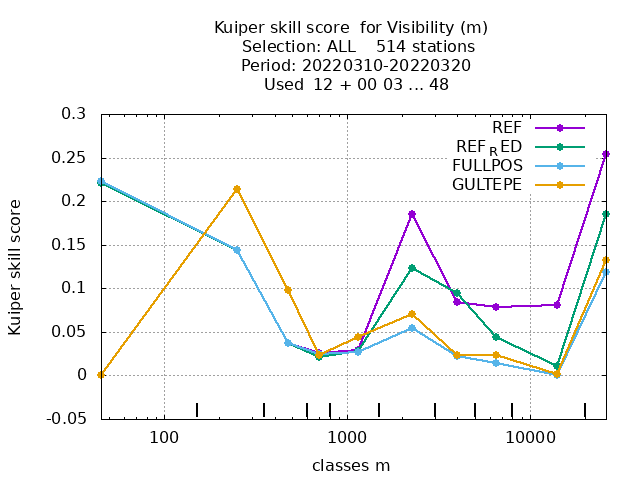 Kuiper skill score  for Visibility (m)
Selection: ALL    514 stations
Period: 20220310-20220320
Used  12 + 00 03 ... 48
0.3
0.25
0.2
0.15
0.1
0.05
0
-0.05
Kuiper skill score
REF
REF_RED
FULLPOS
GULTEPE
100
1000
10000
classes m